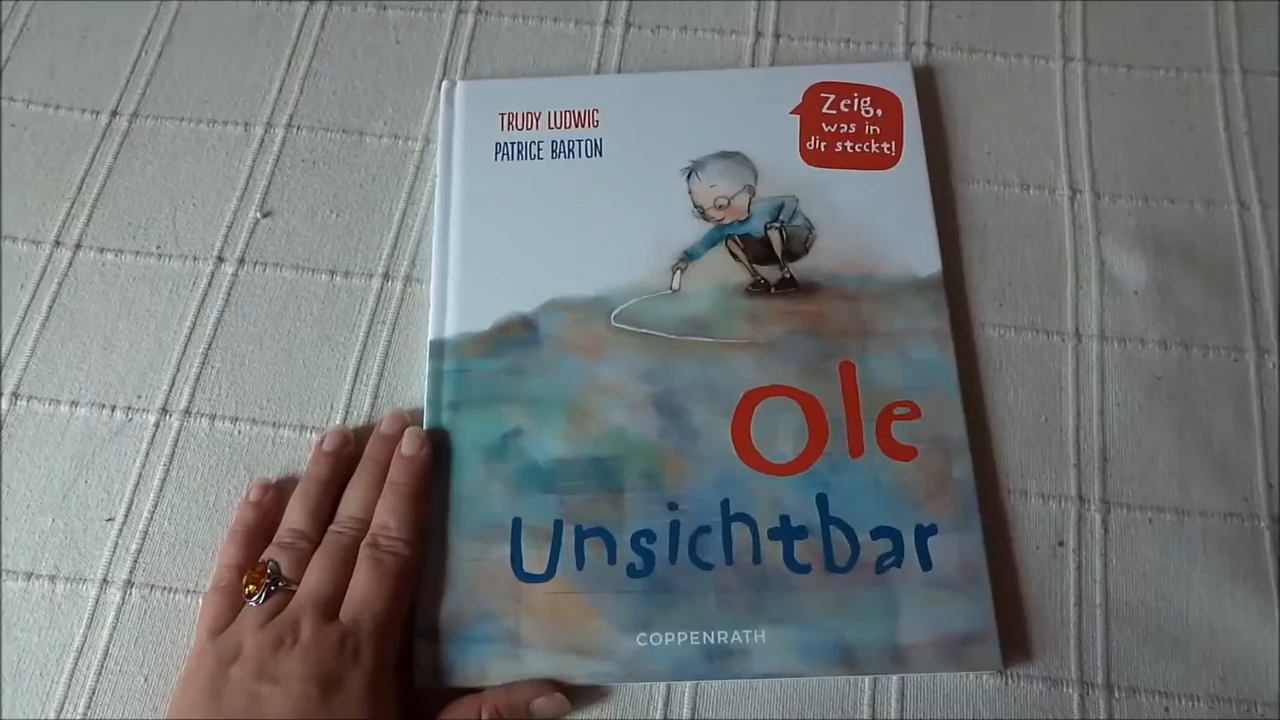 TRUDY LUDWIG
PATRICE BARTON
Zeig,
was in
dir steckt!
Ole
Unsichtbar
COPPENRATH